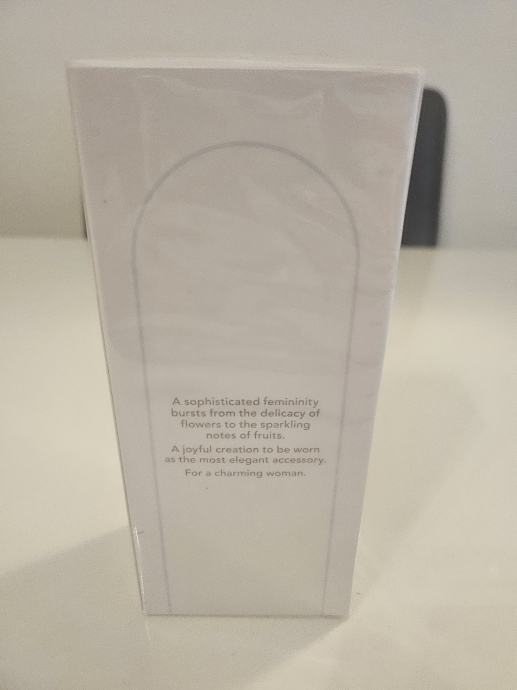 A sophisticated femininity
bursts from the delicacy of
flowers to the sparkling
notes of fruits.
A joyful creation to be worn
as the most elegant accessory.
For a charming woman.